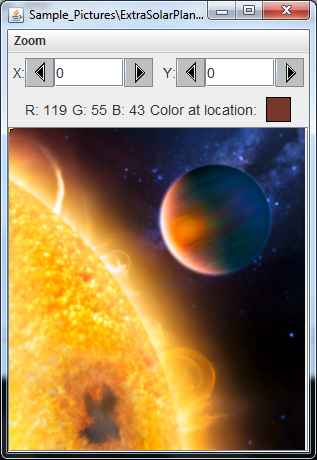 Sample_Pictures\ExtraSolarPlan...
Zoom
X: 0 Y: 0
R: 119 G: 55 B: 43 Color at location: